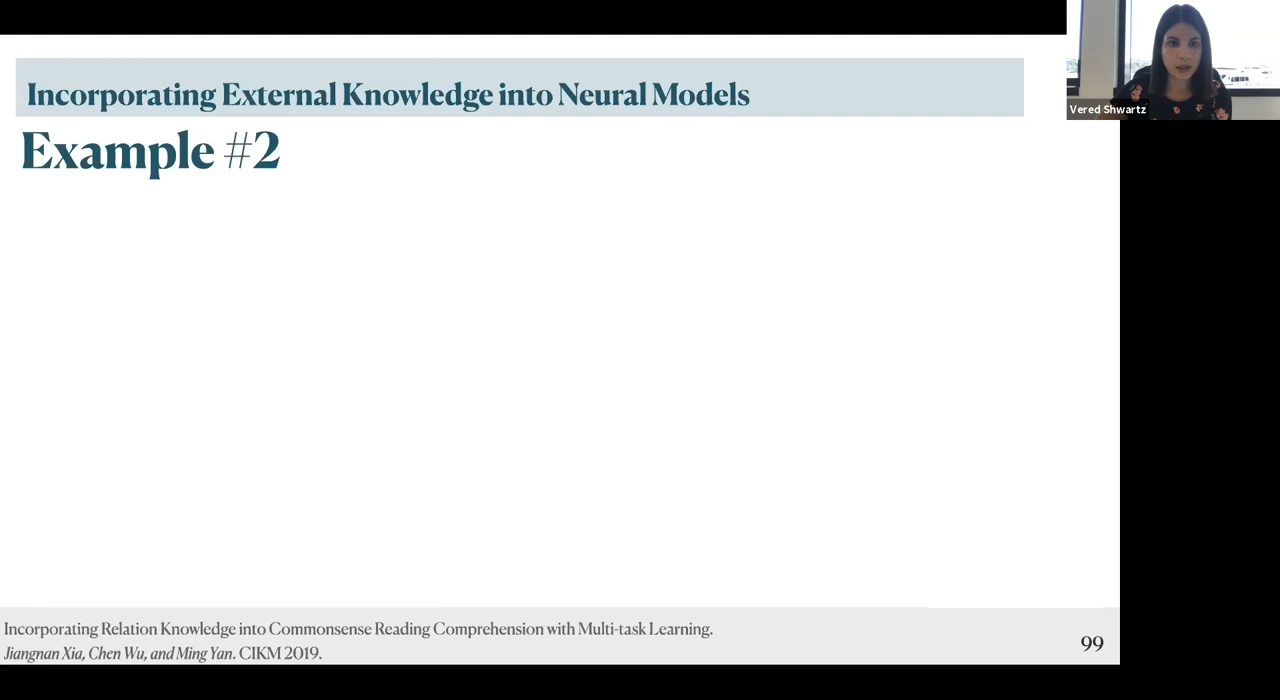 Incorporating External Knowledge into Neural Models
Example #2
Vered Shwartz
Incorporating Relation Knowledge into Commonsense Reading Comprehension with Multi-task Learning.
Jiangnan Xia, Chen Wu, and Ming Yan. CIKM 2019.
99